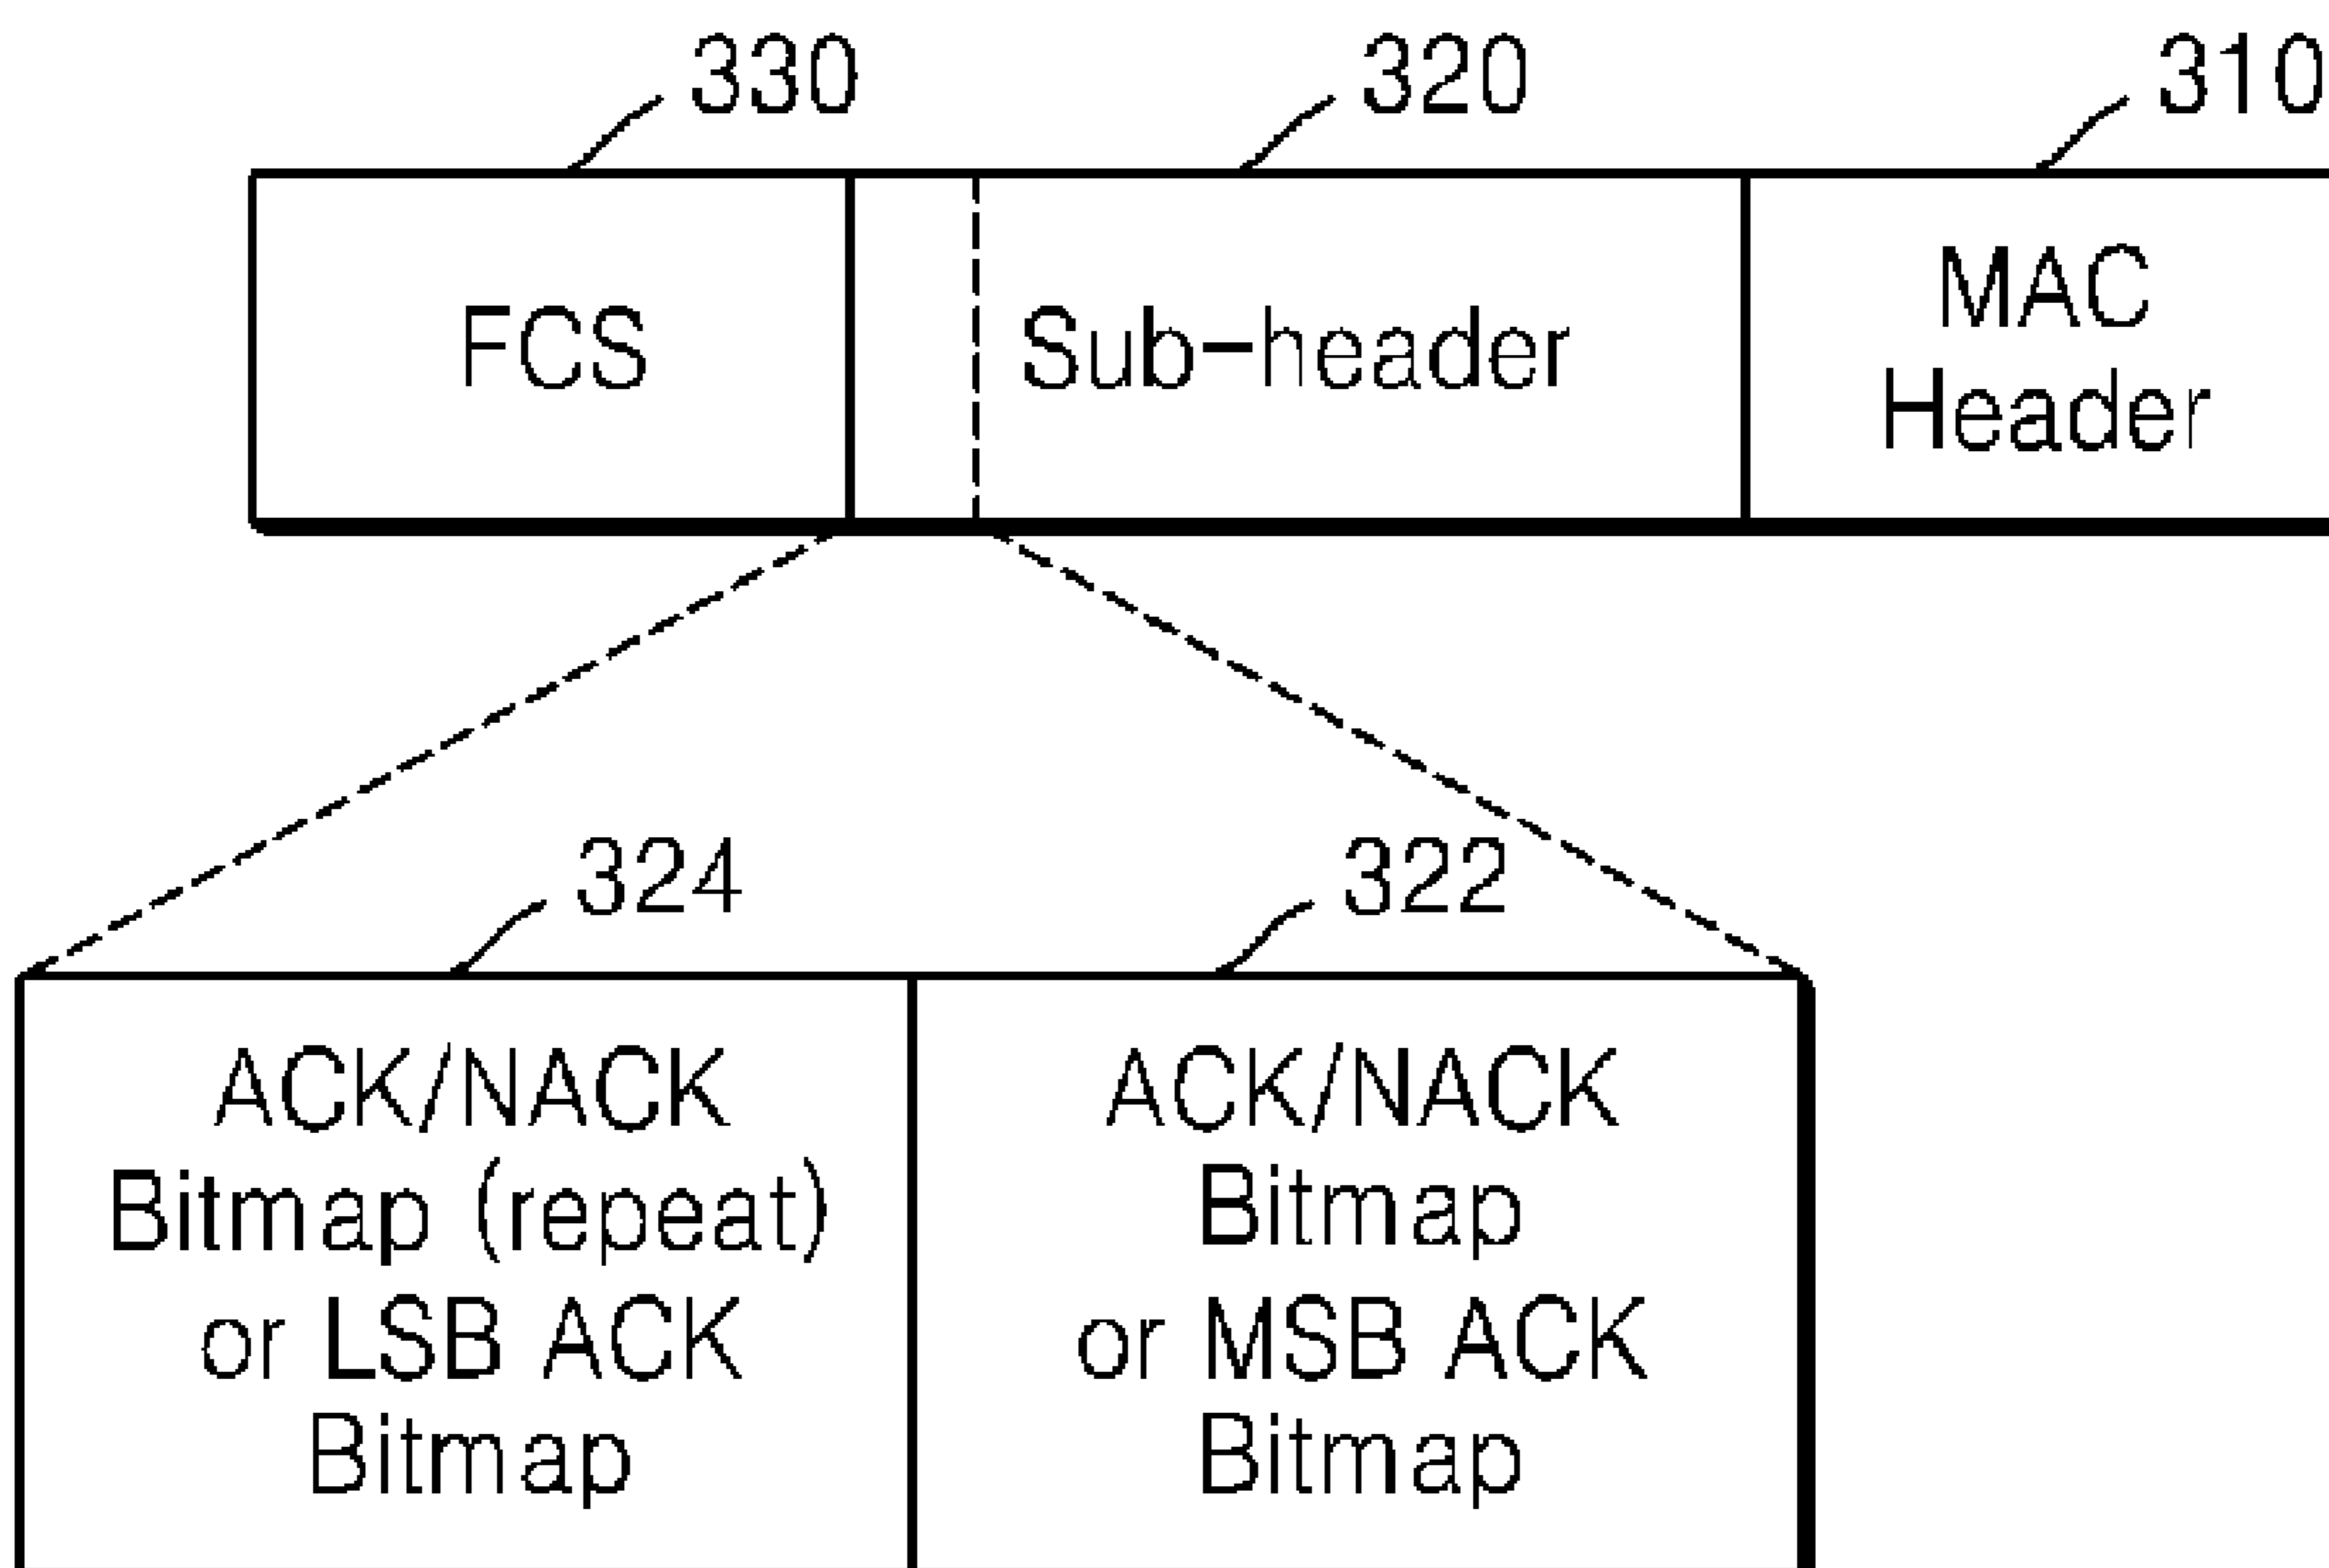 330
320
310
FCS
Sub-header
MAC
Header
324
322
ACK/NACK
Bitmap (repeat)
or LSB ACK
Bitmap
ACK/NACK
Bitmap
or MSB ACK
Bitmap